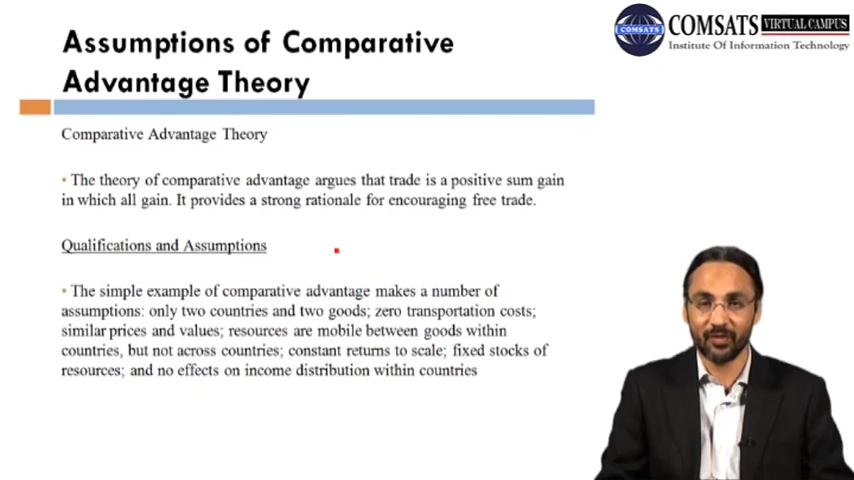 Assumptions of Comparative
Advantage Theory
COMSATS
COMSATS VIRTUAL CAMPUS
Institute Of Information Technology
Comparative Advantage Theory
• The theory of comparative advantage argues that trade is a positive sum gain
in which all gain. It provides a strong rationale for encouraging free trade.
Qualifications and Assumptions
• The simple example of comparative advantage makes a number of
assumptions: only two countries and two goods; zero transportation costs;
similar prices and values; resources are mobile between goods within
countries, but not across countries; constant returns to scale; fixed stocks of
resources; and no effects on income distribution within countries